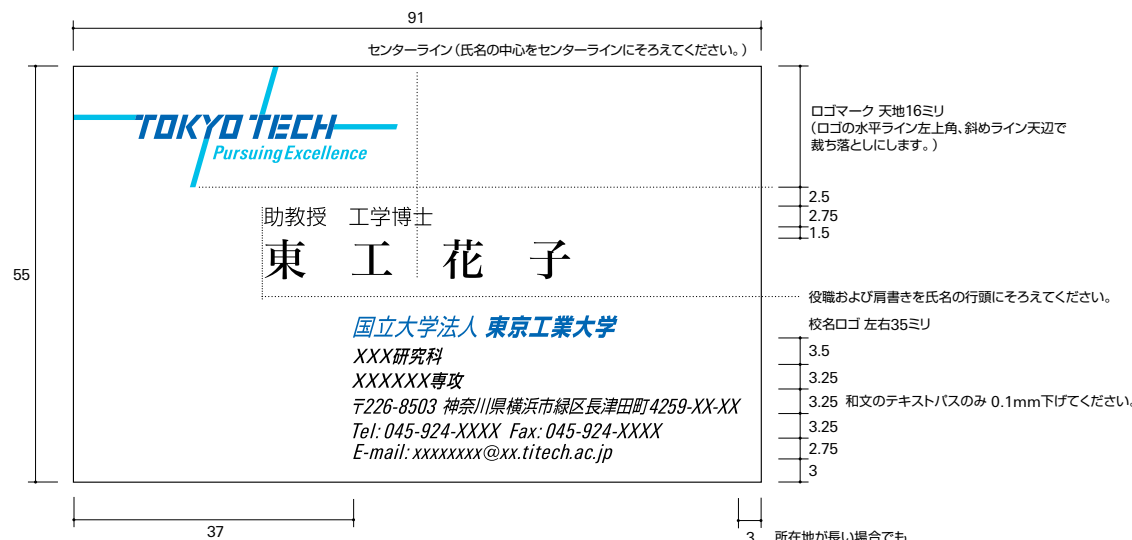 91
センターライン（氏名の中心をセンターラインにそろえてください。）
55
TOKYO TECH
Pursuing Excellence
ロゴマーク 天地16ミリ
（ロゴの水平ライン左上角、斜めライン天辺で
裁ち落としにします。）
2.5
2.75
1.5
助教授　工学博士
東　工　花　子
役職および肩書きを氏名の行頭にそろえてください。
校名ロゴ 左右35ミリ
国立大学法人 東京工業大学
XXX研究科
XXXXXX専攻
〒226-8503 神奈川県横浜市緑区長津田町4259-XX-XX
Tel: 045-924-XXXX Fax: 045-924-XXXX
E-mail: xxxxxxxx@xx.titech.ac.jp
3.5
3.25
3.25 和文のテキストパスのみ 0.1mm下げてください。
3.25
2.75
3
37
3
所在地が長い場合でも